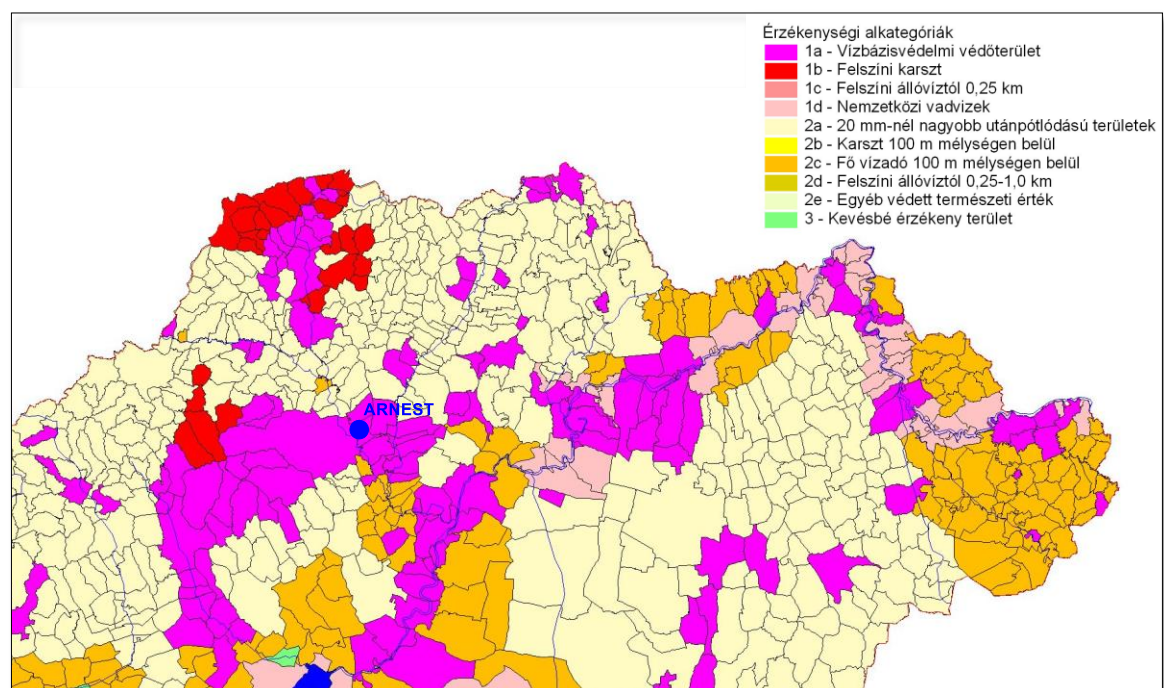 Érzékenységi alkategóriák
1a - Vízbázisvédelmi védőterület
1b - Felszíni karszt
1c - Felszíni állóvíztól 0,25 km
1d - Nemzetközi vadvizek
2a - 20 mm-nél nagyobb utánpótlódású területek
2b - Karszt 100 m mélységen belül
2c - Fő vízadó 100 m mélységen belül
2d - Felszíni állóvíztól 0,25-1,0 km
2e - Egyéb védett természeti érték
3 - Kevésbé érzékeny terület
ARNEST